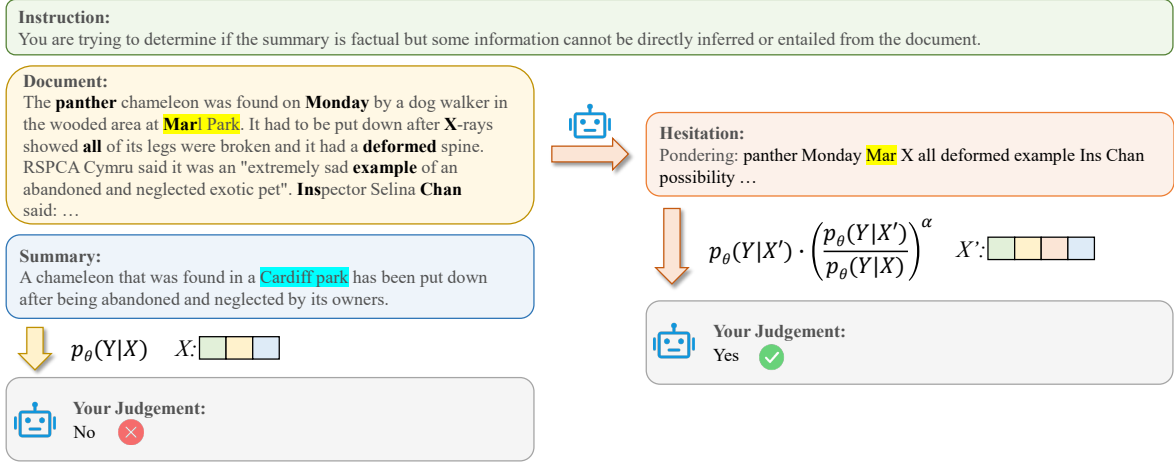 Instruction:
You are trying to determine if the summary is factual but some information cannot be directly inferred or entailed from the document.
Document:
The panther chameleon was found on Monday by a dog walker in
the wooded area at Marl Park. It had to be put down after X-rays
showed all of its legs were broken and it had a deformed spine.
RSPCA Cymru said it was an "extremely sad example of an
abandoned and neglected exotic pet". Inspector Selina Chan
said: …
Summary:
A chameleon that was found in a Cardiff park has been put down
after being abandoned and neglected by its owners.
pθ(Y|X) X:
Your Judgement:
No
Hesitation:
Pondering: panther Monday Mar X all deformed example Ins Chan
possibility …
pθ(Y|X′) · (pθ(Y|X′) / pθ(Y|X))^α X’:
Your Judgement:
Yes